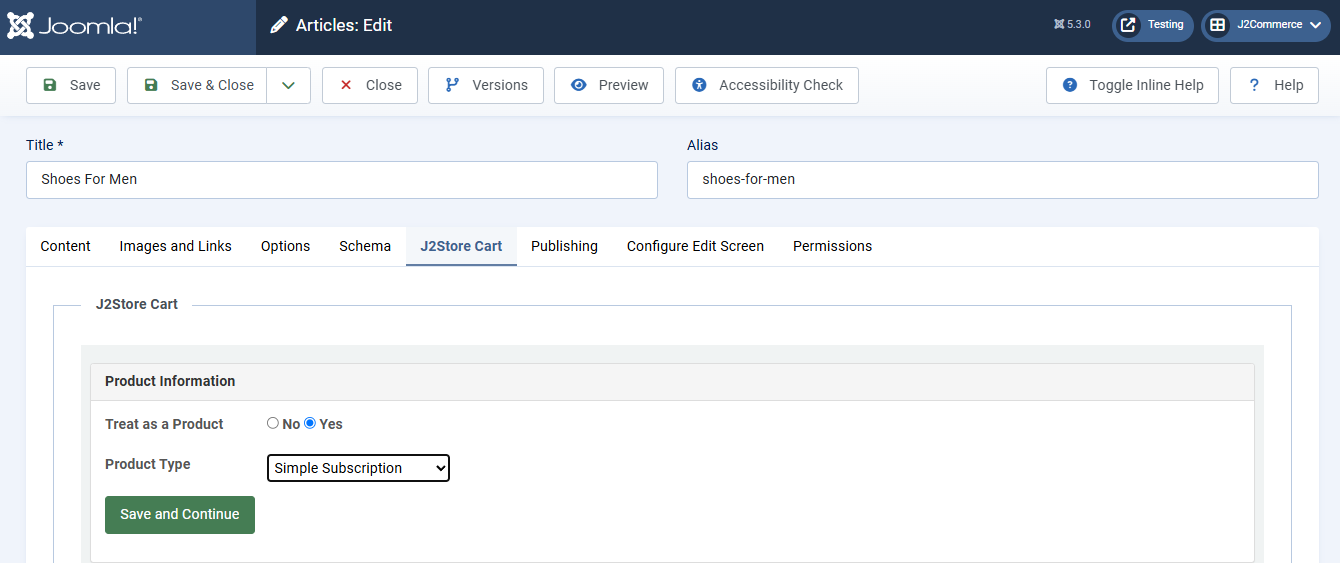 Joomla!® Articles: Edit 5.3.0 Testing J2Commerce
Save Save & Close Close Versions Preview Accessibility Check Toggle Inline Help ? Help
Title * Alias
Shoes For Men shoes-for-men
Content Images and Links Options Schema J2Store Cart Publishing Configure Edit Screen Permissions
J2Store Cart
Product Information
Treat as a Product No Yes
Product Type Simple Subscription
Save and Continue